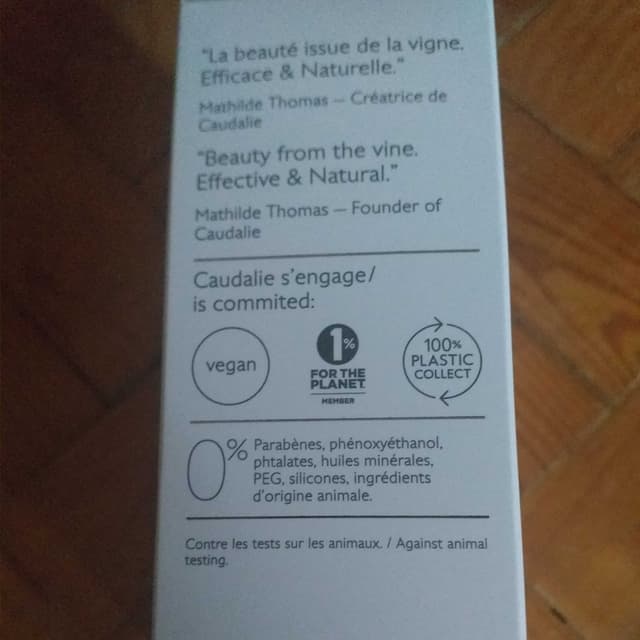 “La beauté issue de la vigne.
Efficace & Naturelle.”
Mathilde Thomas – Créatrice de
Caudalie
“Beauty from the vine.
Effective & Natural.”
Mathilde Thomas – Founder of
Caudalie
Caudalie s’engage/
is commited:
vegan
1%
FOR THE
PLANET
MEMBER
100%
PLASTIC
COLLECT
0% Parabènes, phénoxyéthanol,
phtalates, huiles minérales,
PEG, silicones, ingrédients
d’origine animale.
Contre les tests sur les animaux. / Against animal
testing.